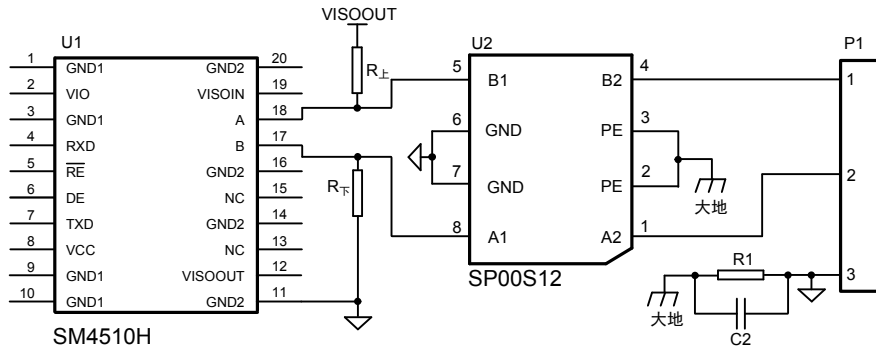 VISOOUT
U1
1 GND1 GND2 20
2 VIO VISOIN 19
3 GND1 A 18
4 RXD B 17
5 RE GND2 16
6 DE NC 15
7 TXD GND2 14
8 VCC NC 13
9 GND1 VISOOUT 12
10 GND1 GND2 11
SM4510H
R上
R下
U2
5 B1 B2 4
6 GND PE 3
7 GND PE 2
8 A1 A2 1
SP00S12
大地
P1
1
2
3
R1
C2
大地